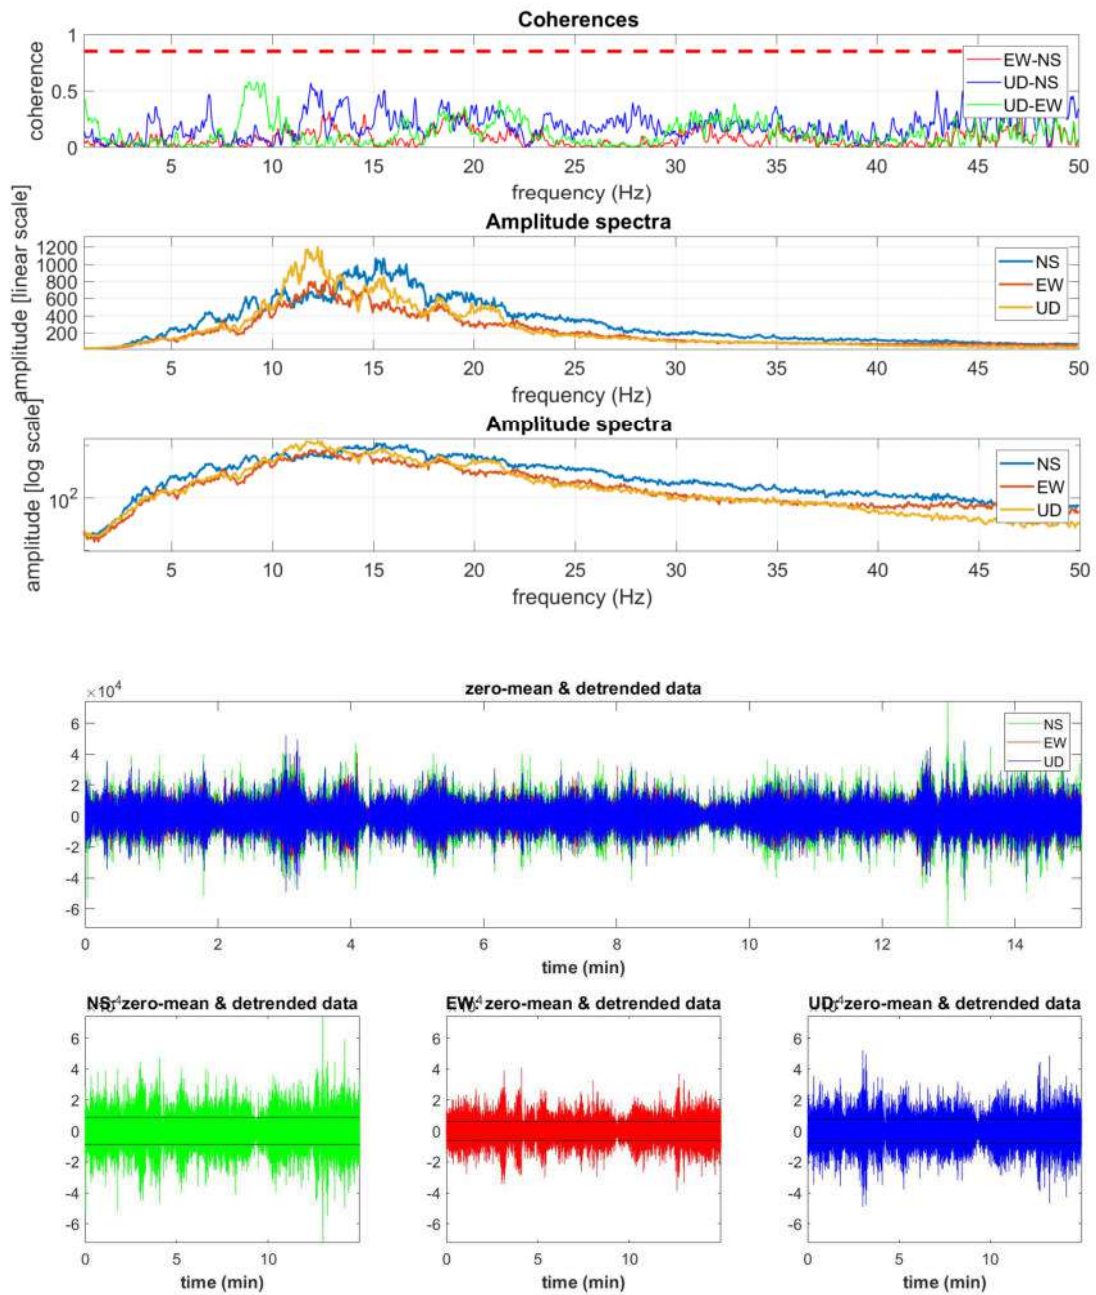 Coherences
1
0.5
0
coherence
EW-NS
UD-NS
UD-EW
5 10 15 20 25 30 35 40 45 50
frequency (Hz)
Amplitude spectra
1200
1000
800
600
400
200
amplitude [linear scale]
NS
EW
UD
5 10 15 20 25 30 35 40 45 50
frequency (Hz)
Amplitude spectra
10²
amplitude [log scale]
NS
EW
UD
5 10 15 20 25 30 35 40 45 50
frequency (Hz)
zero-mean & detrended data
×10⁴
6
4
2
0
-2
-4
-6
NS
EW
UD
0 2 4 6 8 10 12 14
time (min)
NS: zero-mean & detrended data
×10⁴
6
4
2
0
-2
-4
-6
0 5 10
time (min)
EW: zero-mean & detrended data
×10⁴
6
4
2
0
-2
-4
-6
0 5 10
time (min)
UD: zero-mean & detrended data
×10⁴
6
4
2
0
-2
-4
-6
0 5 10
time (min)